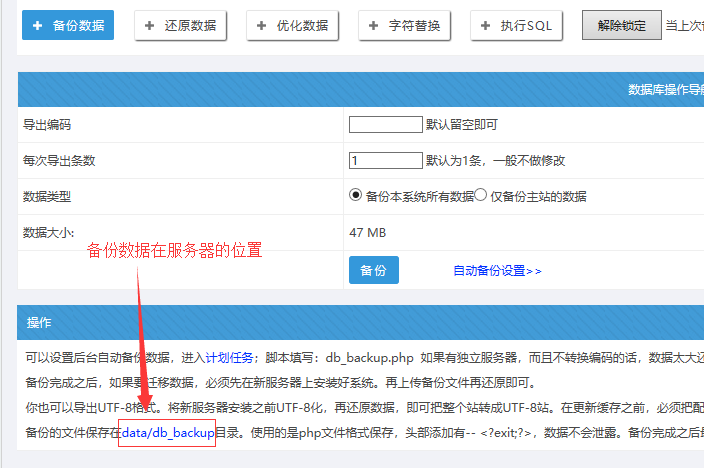 + 备份数据 + 还原数据 + 优化数据 + 字符替换 + 执行SQL 解除锁定 当上次
数据库操作导航
导出编码 默认留空即可
每次导出条数 1 默认为1条，一般不做修改
数据类型 备份本系统所有数据 仅备份主站的数据
数据大小: 47 MB
备份数据在服务器的位置
备份 自动备份设置>>
操作
可以设置后台自动备份数据，进入计划任务；脚本填写：db_backup.php 如果有独立服务器，而且不转换编码的话，数据太大还
备份完成之后，如果要迁移数据，必须先在新服务器上安装好系统。再上传备份文件再还原即可。
你也可以导出UTF-8格式。将新服务器安装之前UTF-8化，再还原数据，即可把整个站转成UTF-8站。在更新缓存之前，必须把配
备份的文件保存在data/db_backup目录。使用的是php文件格式保存，头部添加有-- <?exit;?>，数据不会泄露。备份完成之后